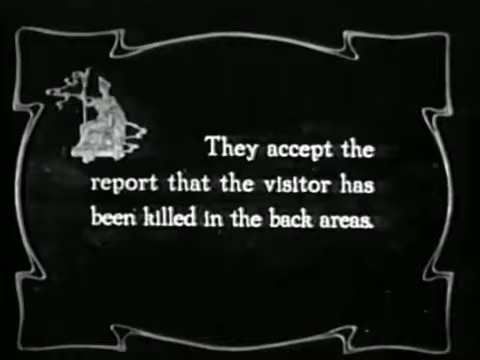 They accept the
report that the visitor has
been killed in the back areas.